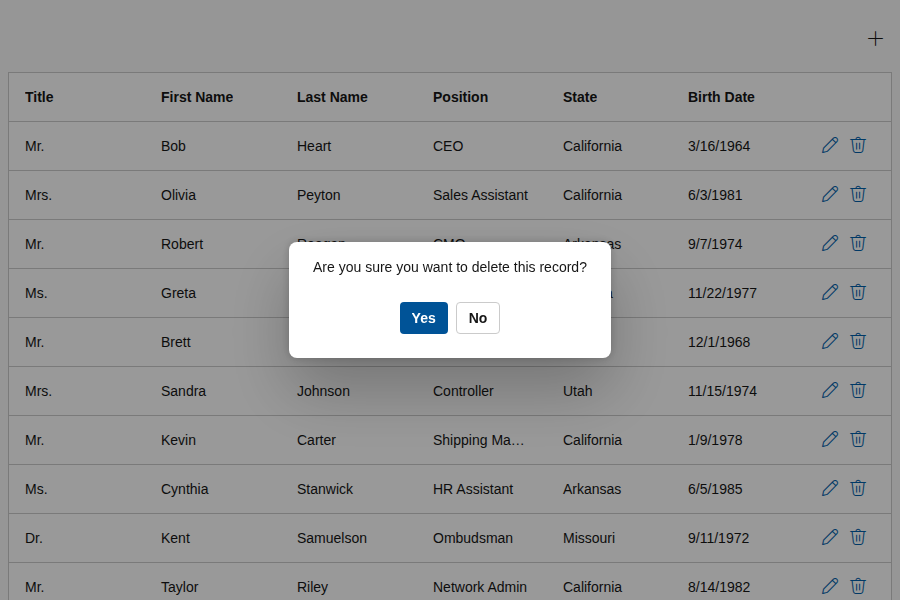 Title First Name Last Name Position State Birth Date
Mr. Bob Heart CEO California 3/16/1964
Mrs. Olivia Peyton Sales Assistant California 6/3/1981
Mr. Robert 9/7/1974
Ms. Greta 11/22/1977
Mr. Brett 12/1/1968
Are you sure you want to delete this record?
Yes No
Mrs. Sandra Johnson Controller Utah 11/15/1974
Mr. Kevin Carter Shipping Ma… California 1/9/1978
Ms. Cynthia Stanwick HR Assistant Arkansas 6/5/1985
Dr. Kent Samuelson Ombudsman Missouri 9/11/1972
Mr. Taylor Riley Network Admin California 8/14/1982